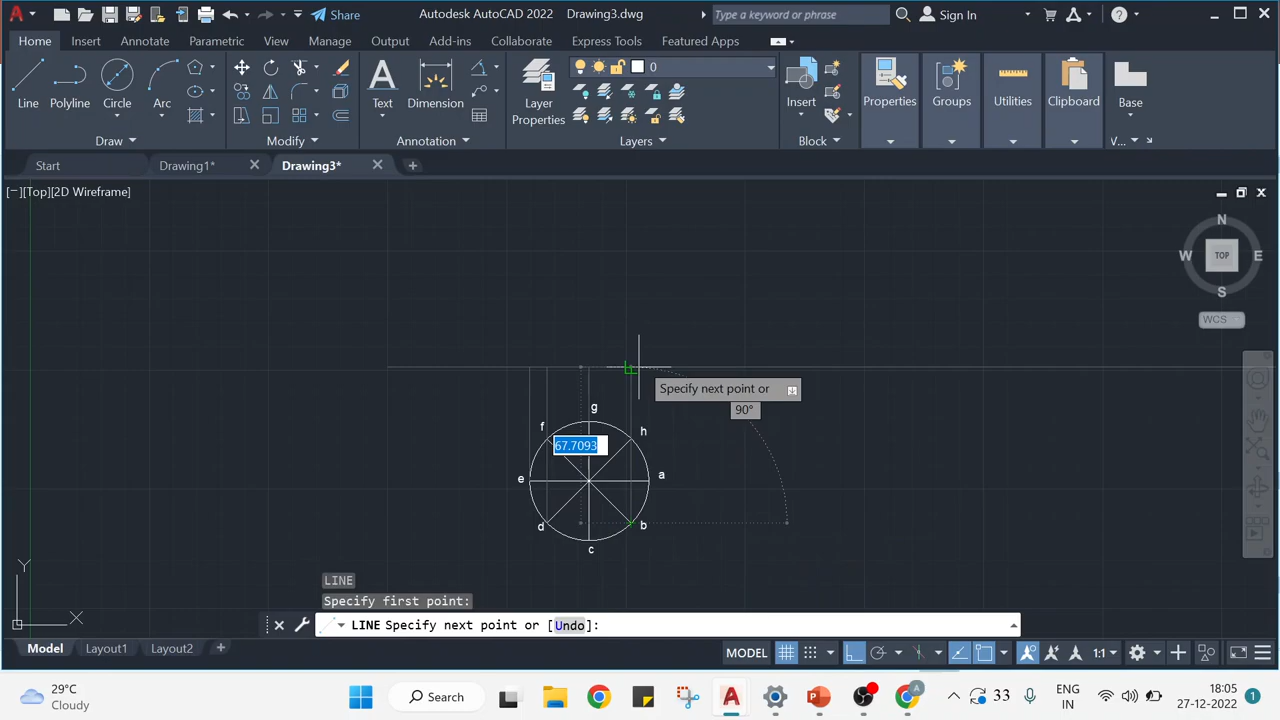 Share
Autodesk AutoCAD 2022 Drawing3.dwg
Type a keyword or phrase
Sign In
Home Insert Annotate Parametric View Manage Output Add-ins Collaborate Express Tools Featured Apps
Line Polyline Circle Arc
Text Dimension
Layer Properties
0
Insert
Properties Groups Utilities Clipboard Base
Draw Modify Annotation Layers Block V...
Start Drawing1* Drawing3*
[−][Top][2D Wireframe]
N
W TOP E
S
WCS
Specify next point or
90°
g
f
h
67.7093
e
a
d
b
c
Y
X
LINE
Specify first point:
LINE Specify next point or [Undo]:
Model Layout1 Layout2
MODEL
1:1
29°C
Cloudy
Search
33
ENG
IN
18:05
27-12-2022
1